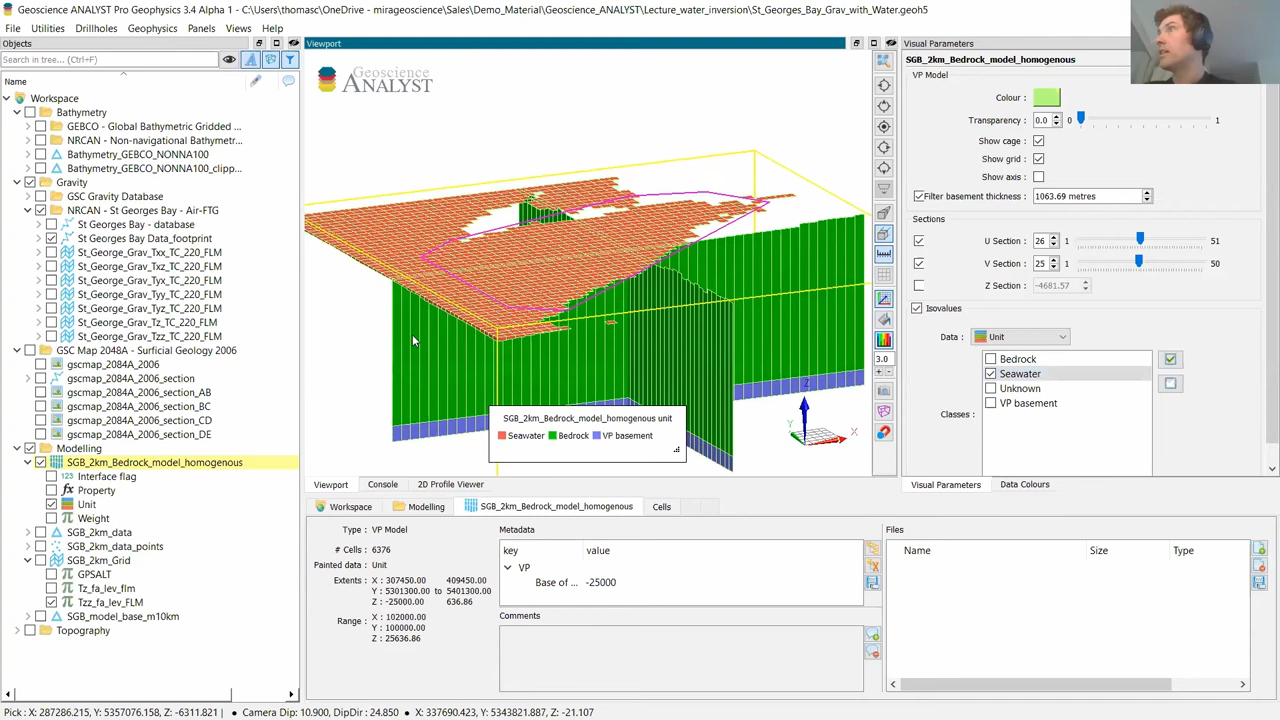 Geoscience ANALYST Pro Geophysics 3.4 Alpha 1 - C:\Users\thomasc\OneDrive - mirageoscience\Sales\Demo_Material\Geoscience_ANALYST\Lecture_water_inversion\St_Georges_Bay_Grav_with_Water.geoh5
File Utilities Drillholes Geophysics Panels Views Help
Objects
Search in tree... (Ctrl+F)
Name
Workspace
Bathymetry
GEBCO - Global Bathymetric Gridded ...
NRCAN - Non-navigational Bathymetr...
Bathymetry_GEBCO_NONNA100
Bathymetry_GEBCO_NONNA100_clipp...
Gravity
GSC Gravity Database
NRCAN - St Georges Bay - Air-FTG
St Georges Bay - database
St Georges Bay Data_footprint
St_George_Grav_Txx_TC_220_FLM
St_George_Grav_Txy_TC_220_FLM
St_George_Grav_Txz_TC_220_FLM
St_George_Grav_Tyy_TC_220_FLM
St_George_Grav_Tyz_TC_220_FLM
St_George_Grav_Tz_TC_220_FLM
St_George_Grav_Tzz_TC_220_FLM
GSC Map 2048A - Surficial Geology 2006
gscmap_2084A_2006
gscmap_2084A_2006_section
gscmap_2084A_2006_section_AB
gscmap_2084A_2006_section_BC
gscmap_2084A_2006_section_CD
gscmap_2084A_2006_section_DE
Modelling
SGB_2km_Bedrock_model_homogenous
Interface flag
Property
Unit
Weight
SGB_2km_data
SGB_2km_data_points
SGB_2km_Grid
GPSALT
Tz_fa_lev_flm
Tzz_fa_lev_FLM
SGB_model_base_m10km
Topography
Viewport
Geoscience
ANALYST
SGB_2km_Bedrock_model_homogenous unit
Seawater Bedrock VP basement
Z
Y
X
3.0
Viewport Console 2D Profile Viewer
Visual Parameters
SGB_2km_Bedrock_model_homogenous
VP Model
Colour :
Transparency : 0.0 0 1
Show cage :
Show grid :
Show axis :
Filter basement thickness : 1063.69 metres
Sections
U Section : 26 1 51
V Section : 25 1 50
Z Section : -4681.57
Isovalues
Data : Unit
Bedrock
Seawater
Unknown
VP basement
Classes :
Visual Parameters Data Colours
Workspace Modelling SGB_2km_Bedrock_model_homogenous Cells
Type : VP Model
# Cells : 6376
Painted data : Unit
Extents : X : 307450.00 409450.00
Y : 5301300.00 to 5401300.00
Z : -25000.00 636.86
Range : X : 102000.00
Y : 100000.00
Z : 25636.86
Metadata
key value
VP
Base of ... -25000
Comments
Files
Name Size Type
Pick : X: 287286.215, Y: 5357076.158, Z: -6311.821 | • Camera Dip: 10.900, DipDir : 24.850 • X: 337690.423, Y: 5343821.887, Z: -21.107